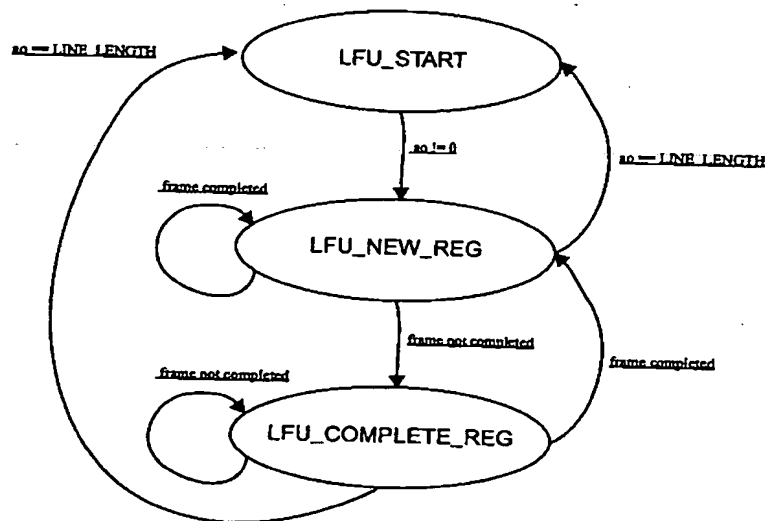 ao == LINE_LENGTH
LFU_START
ao != 0
ao == LINE_LENGTH
frame completed
LFU_NEW_REG
frame not completed
frame completed
frame not completed
LFU_COMPLETE_REG